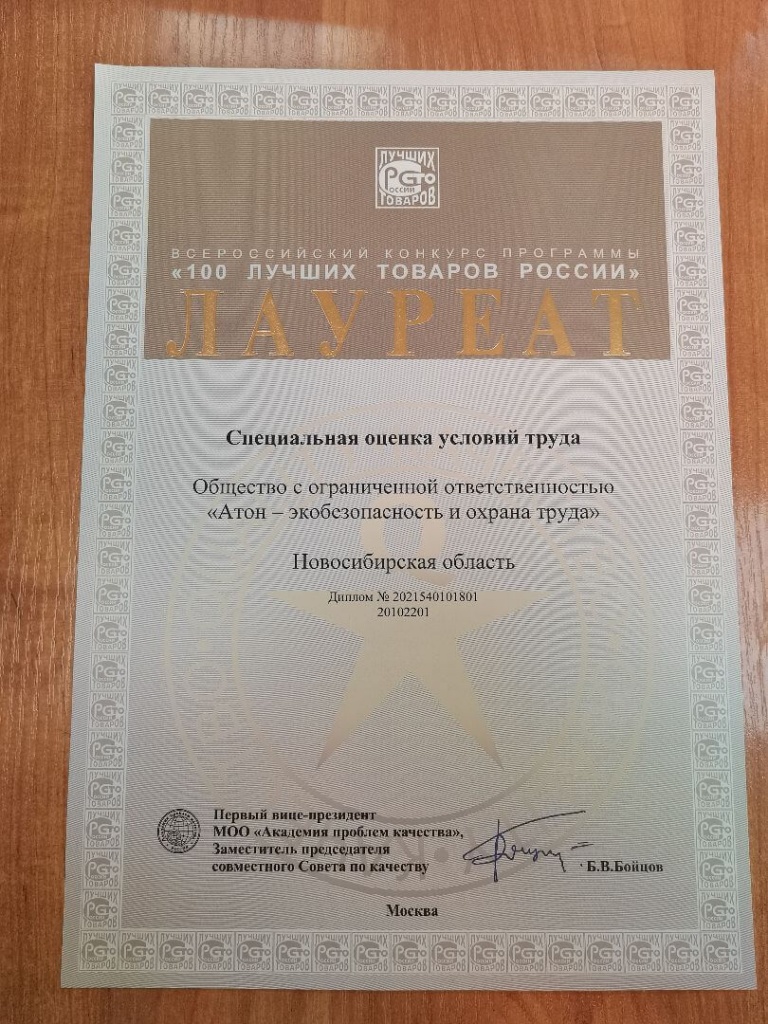 ЛУЧШИХ
РСТо
РОССИИ
ТОВАРОВ
ВСЕРОССИЙСКИЙ КОНКУРС ПРОГРАММЫ
«100 ЛУЧШИХ ТОВАРОВ РОССИИ»
ЛАУРЕАТ
Специальная оценка условий труда
Общество с ограниченной ответственностью
«Атон – экобезопасность и охрана труда»
Новосибирская область
Диплом № 2021540101801
20102201
Первый вице-президент
МОО «Академия проблем качества»,
Заместитель председателя
совместного Совета по качеству
Б.В.Бойцов
Москва